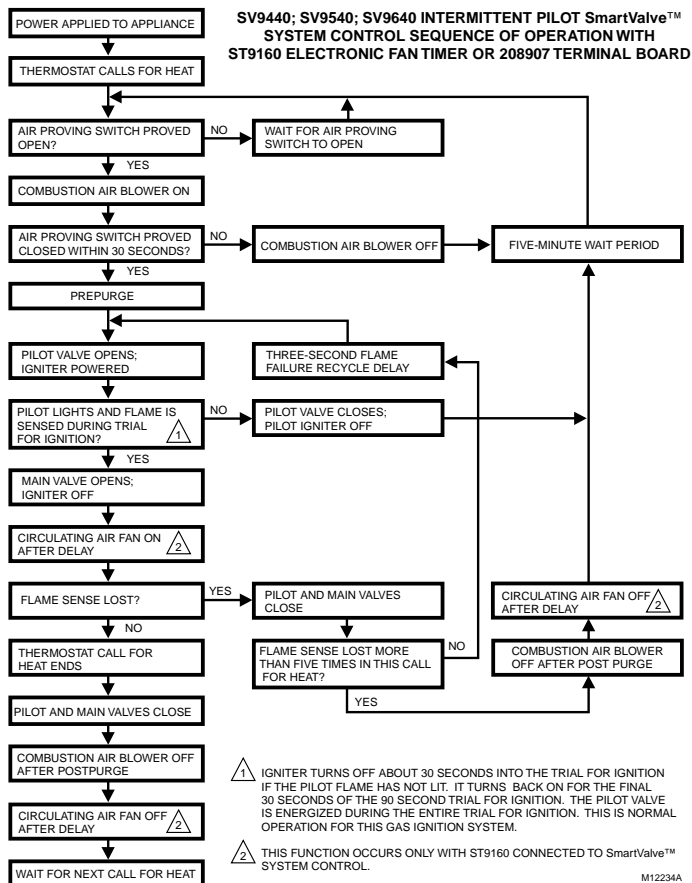 SV9440; SV9540; SV9640 INTERMITTENT PILOT SmartValve™
SYSTEM CONTROL SEQUENCE OF OPERATION WITH
ST9160 ELECTRONIC FAN TIMER OR 208907 TERMINAL BOARD
POWER APPLIED TO APPLIANCE
THERMOSTAT CALLS FOR HEAT
AIR PROVING SWITCH PROVED
OPEN?
NO
WAIT FOR AIR PROVING
SWITCH TO OPEN
YES
COMBUSTION AIR BLOWER ON
AIR PROVING SWITCH PROVED
CLOSED WITHIN 30 SECONDS?
NO
COMBUSTION AIR BLOWER OFF
FIVE-MINUTE WAIT PERIOD
YES
PREPURGE
PILOT VALVE OPENS;
IGNITER POWERED
THREE-SECOND FLAME
FAILURE RECYCLE DELAY
PILOT LIGHTS AND FLAME IS
SENSED DURING TRIAL
FOR IGNITION?
1
NO
PILOT VALVE CLOSES;
PILOT IGNITER OFF
YES
MAIN VALVE OPENS;
IGNITER OFF
CIRCULATING AIR FAN ON
AFTER DELAY
2
FLAME SENSE LOST?
YES
PILOT AND MAIN VALVES
CLOSE
CIRCULATING AIR FAN OFF
AFTER DELAY
2
NO
THERMOSTAT CALL FOR
HEAT ENDS
FLAME SENSE LOST MORE
THAN FIVE TIMES IN THIS CALL
FOR HEAT?
NO
COMBUSTION AIR BLOWER
OFF AFTER POST PURGE
YES
PILOT AND MAIN VALVES CLOSE
COMBUSTION AIR BLOWER OFF
AFTER POSTPURGE
CIRCULATING AIR FAN OFF
AFTER DELAY
2
WAIT FOR NEXT CALL FOR HEAT
1 IGNITER TURNS OFF ABOUT 30 SECONDS INTO THE TRIAL FOR IGNITION
IF THE PILOT FLAME HAS NOT LIT. IT TURNS BACK ON FOR THE FINAL
30 SECONDS OF THE 90 SECOND TRIAL FOR IGNITION. THE PILOT VALVE
IS ENERGIZED DURING THE ENTIRE TRIAL FOR IGNITION. THIS IS NORMAL
OPERATION FOR THIS GAS IGNITION SYSTEM.
2 THIS FUNCTION OCCURS ONLY WITH ST9160 CONNECTED TO SmartValve™
SYSTEM CONTROL.
M12234A